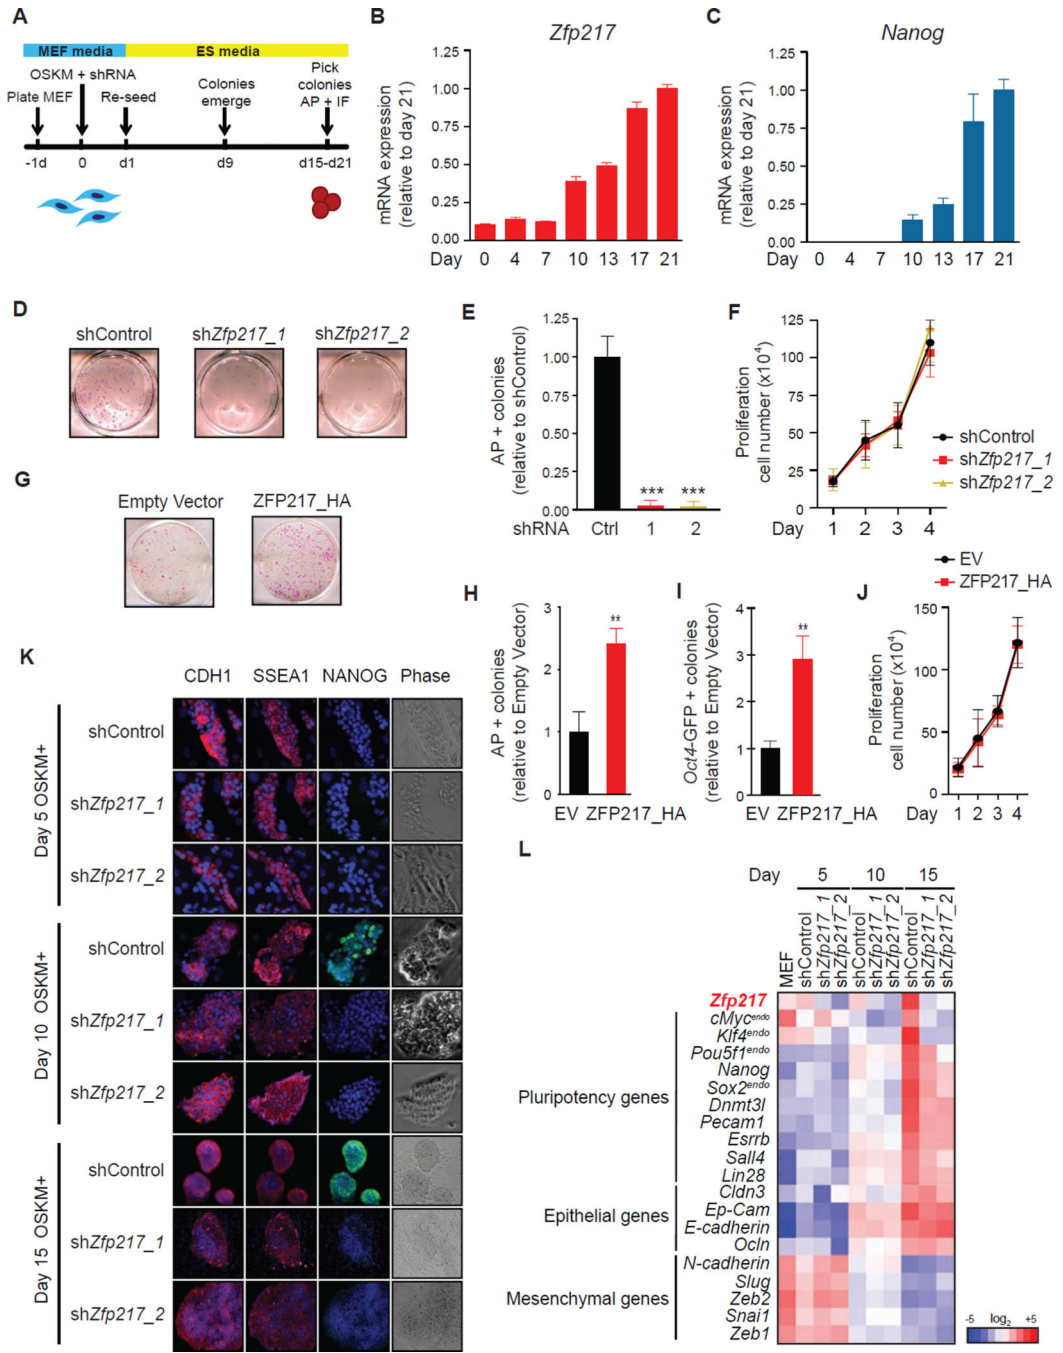 A
MEF media ES media
OSKM + shRNA
Plate MEF Re-seed
Colonies emerge
Pick colonies AP + IF
-1d 0 d1 d9 d15-d21
B
Zfp217
mRNA expression
(relative to day 21)
1.25
1.00
0.75
0.50
0.25
0.00
Day 0 4 7 10 13 17 21
C
Nanog
mRNA expression
(relative to day 21)
1.25
1.00
0.75
0.50
0.25
0.00
Day 0 4 7 10 13 17 21
D
shControl shZfp217_1 shZfp217_2
E
AP + colonies
(relative to shControl)
1.25
1.00
0.75
0.50
0.25
0.00
*** ***
shRNA Ctrl 1 2
F
Proliferation
cell number (x10⁴)
125
100
75
50
25
0
Day 1 2 3 4
shControl
shZfp217_1
shZfp217_2
G
Empty Vector ZFP217_HA
H
AP + colonies
(relative to Empty Vector)
3
2
1
0
**
EV ZFP217_HA
I
Oct4-GFP + colonies
(relative to Empty Vector)
4
3
2
1
0
**
EV ZFP217_HA
EV
ZFP217_HA
J
Proliferation
cell number (x10⁴)
150
100
50
0
Day 1 2 3 4
K
CDH1 SSEA1 NANOG Phase
Day 5 OSKM+
shControl
shZfp217_1
shZfp217_2
Day 10 OSKM+
shControl
shZfp217_1
shZfp217_2
Day 15 OSKM+
shControl
shZfp217_1
shZfp217_2
L
Day 5 10 15
MEF shControl shZfp217_1 shZfp217_2 shControl shZfp217_1 shZfp217_2 shControl shZfp217_1 shZfp217_2
Zfp217
Pluripotency genes
cMycᵉⁿᵈᵒ
Klf4ᵉⁿᵈᵒ
Pou5f1ᵉⁿᵈᵒ
Nanog
Sox2ᵉⁿᵈᵒ
Dnmt3l
Pecam1
Esrrb
Sall4
Lin28
Epithelial genes
Cldn3
Ep-Cam
E-cadherin
Ocln
Mesenchymal genes
N-cadherin
Slug
Zeb2
Snai1
Zeb1
-5 log₂ +5